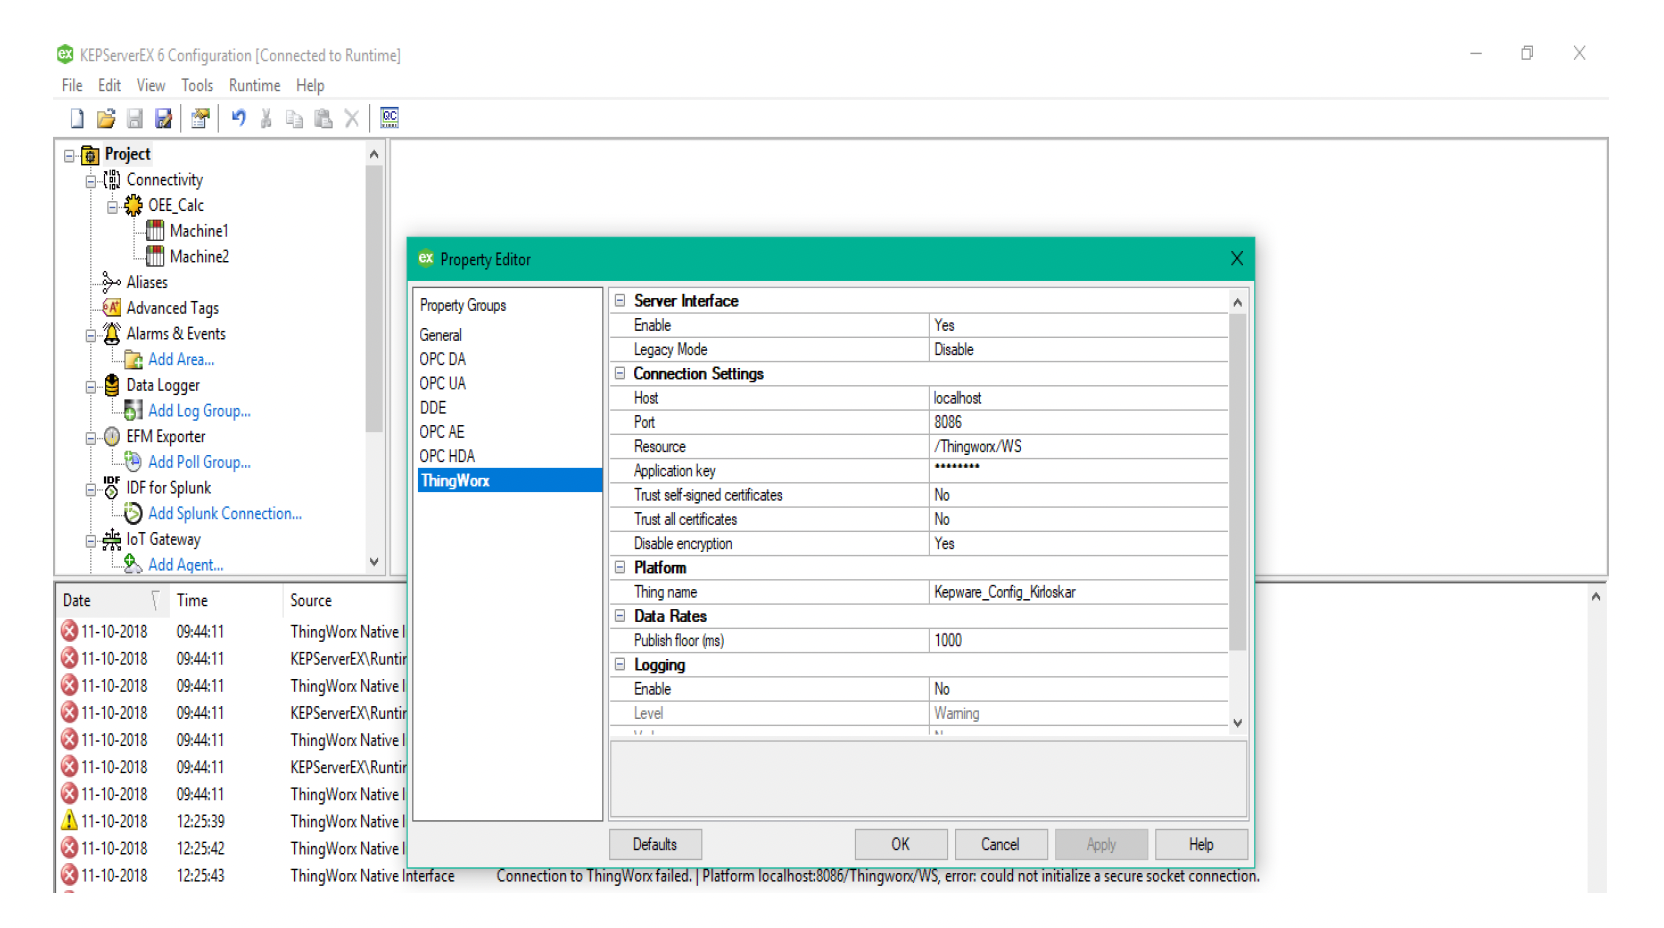 KEPServerEX 6 Configuration [Connected to Runtime]
File Edit View Tools Runtime Help
Project
Connectivity
OEE_Calc
Machine1
Machine2
Aliases
Advanced Tags
Alarms & Events
Add Area...
Data Logger
Add Log Group...
EFM Exporter
Add Poll Group...
IDF for Splunk
Add Splunk Connection...
IoT Gateway
Add Agent...
Property Editor
Property Groups
General
OPC DA
OPC UA
DDE
OPC AE
OPC HDA
ThingWorx
Server Interface
Enable Yes
Legacy Mode Disable
Connection Settings
Host localhost
Port 8086
Resource /Thingworx/WS
Application key ********
Trust self-signed certificates No
Trust all certificates No
Disable encryption Yes
Platform
Thing name Kepware_Config_Kirloskar
Data Rates
Publish floor (ms) 1000
Logging
Enable No
Level Warning
Defaults OK Cancel Apply Help
Date Time Source
11-10-2018 09:44:11 ThingWorx Native I
11-10-2018 09:44:11 KEPServerEX\Runtir
11-10-2018 09:44:11 ThingWorx Native I
11-10-2018 09:44:11 KEPServerEX\Runtir
11-10-2018 09:44:11 ThingWorx Native I
11-10-2018 09:44:11 KEPServerEX\Runtir
11-10-2018 09:44:11 ThingWorx Native I
11-10-2018 12:25:39 ThingWorx Native I
11-10-2018 12:25:42 ThingWorx Native I
11-10-2018 12:25:43 ThingWorx Native Interface Connection to ThingWorx failed. | Platform localhost:8086/Thingworx/WS, error: could not initialize a secure socket connection.